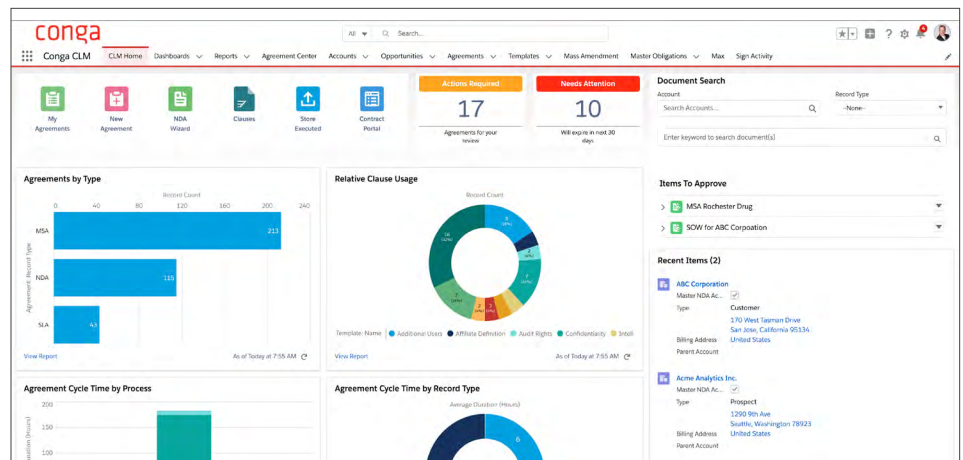 conga
All
Search...
Conga CLM
CLM Home
Dashboards
Reports
Agreement Center
Accounts
Opportunities
Agreements
Templates
Mass Amendment
Master Obligations
Max
Sign Activity
My
Agreements
New
Agreement
NDA
Wizard
Clauses
Store
Executed
Contract
Portal
Actions Required
17
Agreements for your
review
Needs Attention
10
Will expire in next 30
days
Document Search
Account
Record Type
Search Accounts...
--None--
Enter keyword to search document(s)
Agreements by Type
Record Count
0 40 80 120 160 200 240
Agreement: Record Type
MSA 213
NDA 115
SLA 43
View Report
As of Today at 7:55 AM
Relative Clause Usage
Record Count
Template: Name
Additional Users
Affiliate Definition
Audit Rights
Confidentiality
Intell
View Report
As of Today at 7:55 AM
Items To Approve
MSA Rochester Drug
SOW for ABC Corpoation
Recent Items (2)
ABC Corporation
Master NDA Ac...
Type Customer
170 West Tasman Drive
San Jose, California 95134
Billing Address United States
Parent Account
Acme Analytics Inc.
Master NDA Ac...
Type Prospect
1290 9th Ave
Seattle, Washington 78923
Billing Address United States
Parent Account
Agreement Cycle Time by Process
200
150
100
Agreement Cycle Time by Record Type
Average Duration (Hours)
6